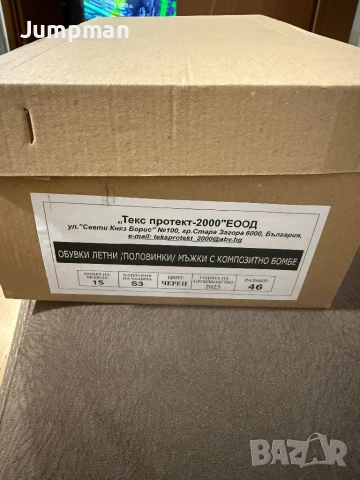 Jumpman
„Текс протект-2000"ЕООД
ул."Свети Княз Борис" №100, гр.Стара Загора 6000, България,
e-mail: teksprotekt_2000@abv.bg
ОБУВКИ ЛЕТНИ /ПОЛОВИНКИ/ МЪЖКИ С КОМПОЗИТНО БОМБЕ
НОМЕР НА МОДЕЛА 15
КАТЕГОРИЯ НА ЗАЩИТА S3
ЦВЯТ: ЧЕРЕН
ГОДИНА НА ПРОИЗВОДСТВО 2025
РАЗМЕР: 46
BAZAR
bg